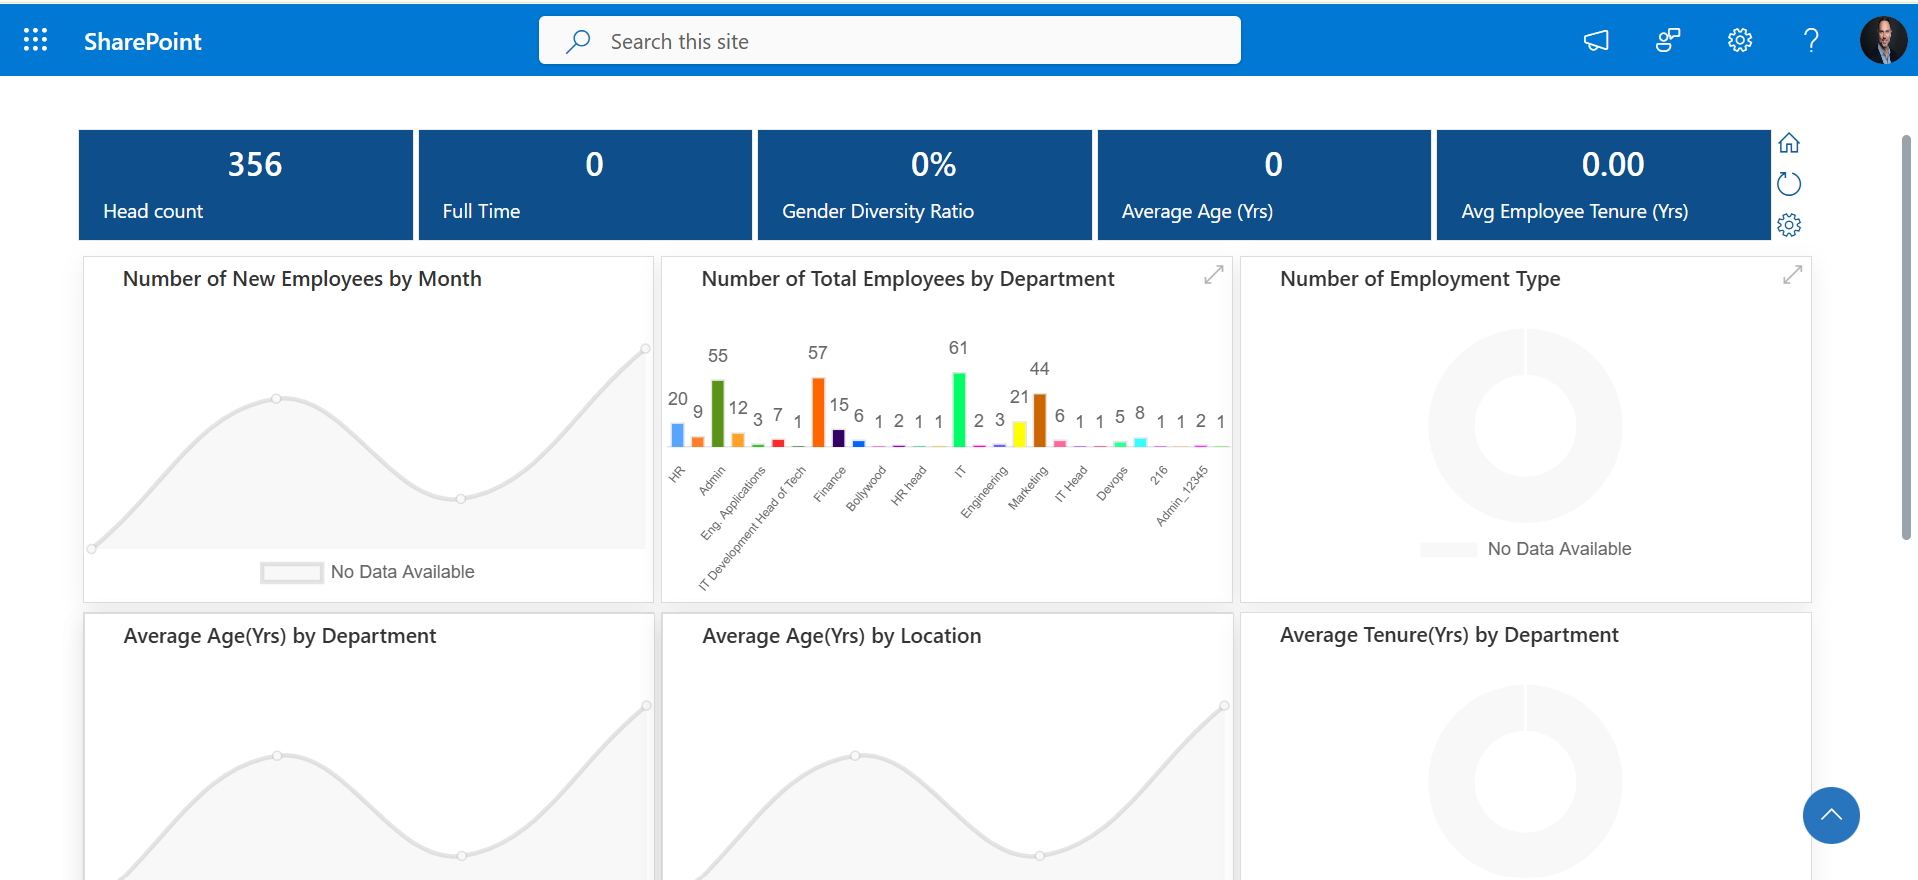 SharePoint
Search this site
356
Head count
0
Full Time
0%
Gender Diversity Ratio
0
Average Age (Yrs)
0.00
Avg Employee Tenure (Yrs)
Number of New Employees by Month
No Data Available
Number of Total Employees by Department
20 9 55 12 3 7 1 57 15 6 1 2 1 1 61 2 3 21 44 6 1 1 5 8 1 1 2 1
HR
Admin
Eng. Applications
IT Development Head of Tech
Finance
Bollywood
HR head
IT
Engineering
Marketing
IT Head
Devops
216
Admin_12345
Number of Employment Type
No Data Available
Average Age(Yrs) by Department
Average Age(Yrs) by Location
Average Tenure(Yrs) by Department